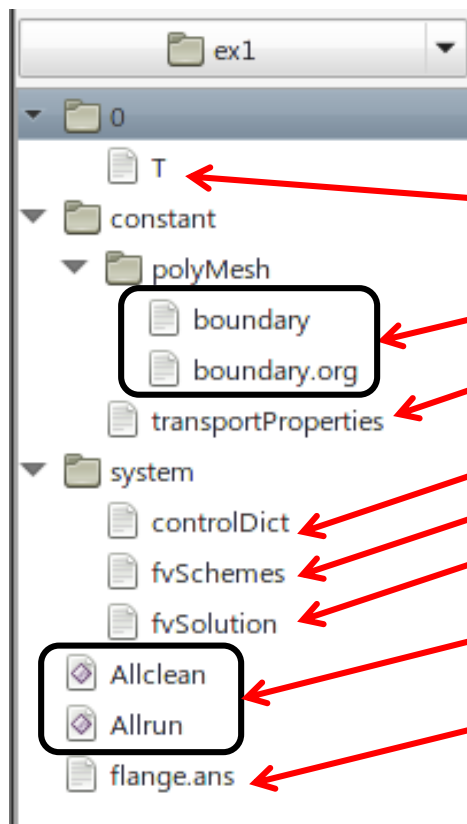 ex1
0
T
constant
polyMesh
boundary
boundary.org
transportProperties
system
controlDict
fvSchemes
fvSolution
Allclean
Allrun
flange.ans